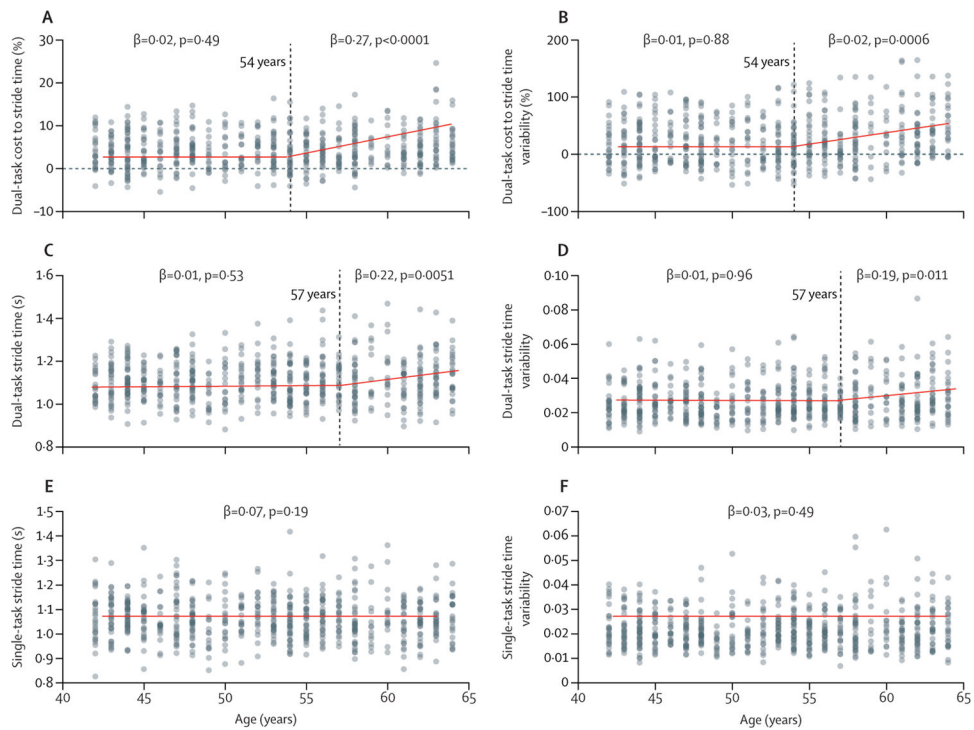 A
Dual-task cost to stride time (%)
30
20
10
0
–10
β=0·02, p=0·49
β=0·27, p<0·0001
54 years
B
Dual-task cost to stride time
variability (%)
200
100
0
–100
β=0·01, p=0·88
β=0·02, p=0·0006
54 years
C
Dual-task stride time (s)
1·6
1·4
1·2
1·0
0·8
β=0·01, p=0·53
β=0·22, p=0·0051
57 years
D
Dual-task stride time
variability
0·10
0·08
0·06
0·04
0·02
0
β=0·01, p=0·96
β=0·19, p=0·011
57 years
E
Single-task stride time (s)
1·5
1·4
1·3
1·2
1·1
1·0
0·9
0·8
β=0·07, p=0·19
40 45 50 55 60 65
Age (years)
F
Single-task stride time
variability
0·07
0·06
0·05
0·04
0·03
0·02
0·01
0
β=0·03, p=0·49
40 45 50 55 60 65
Age (years)